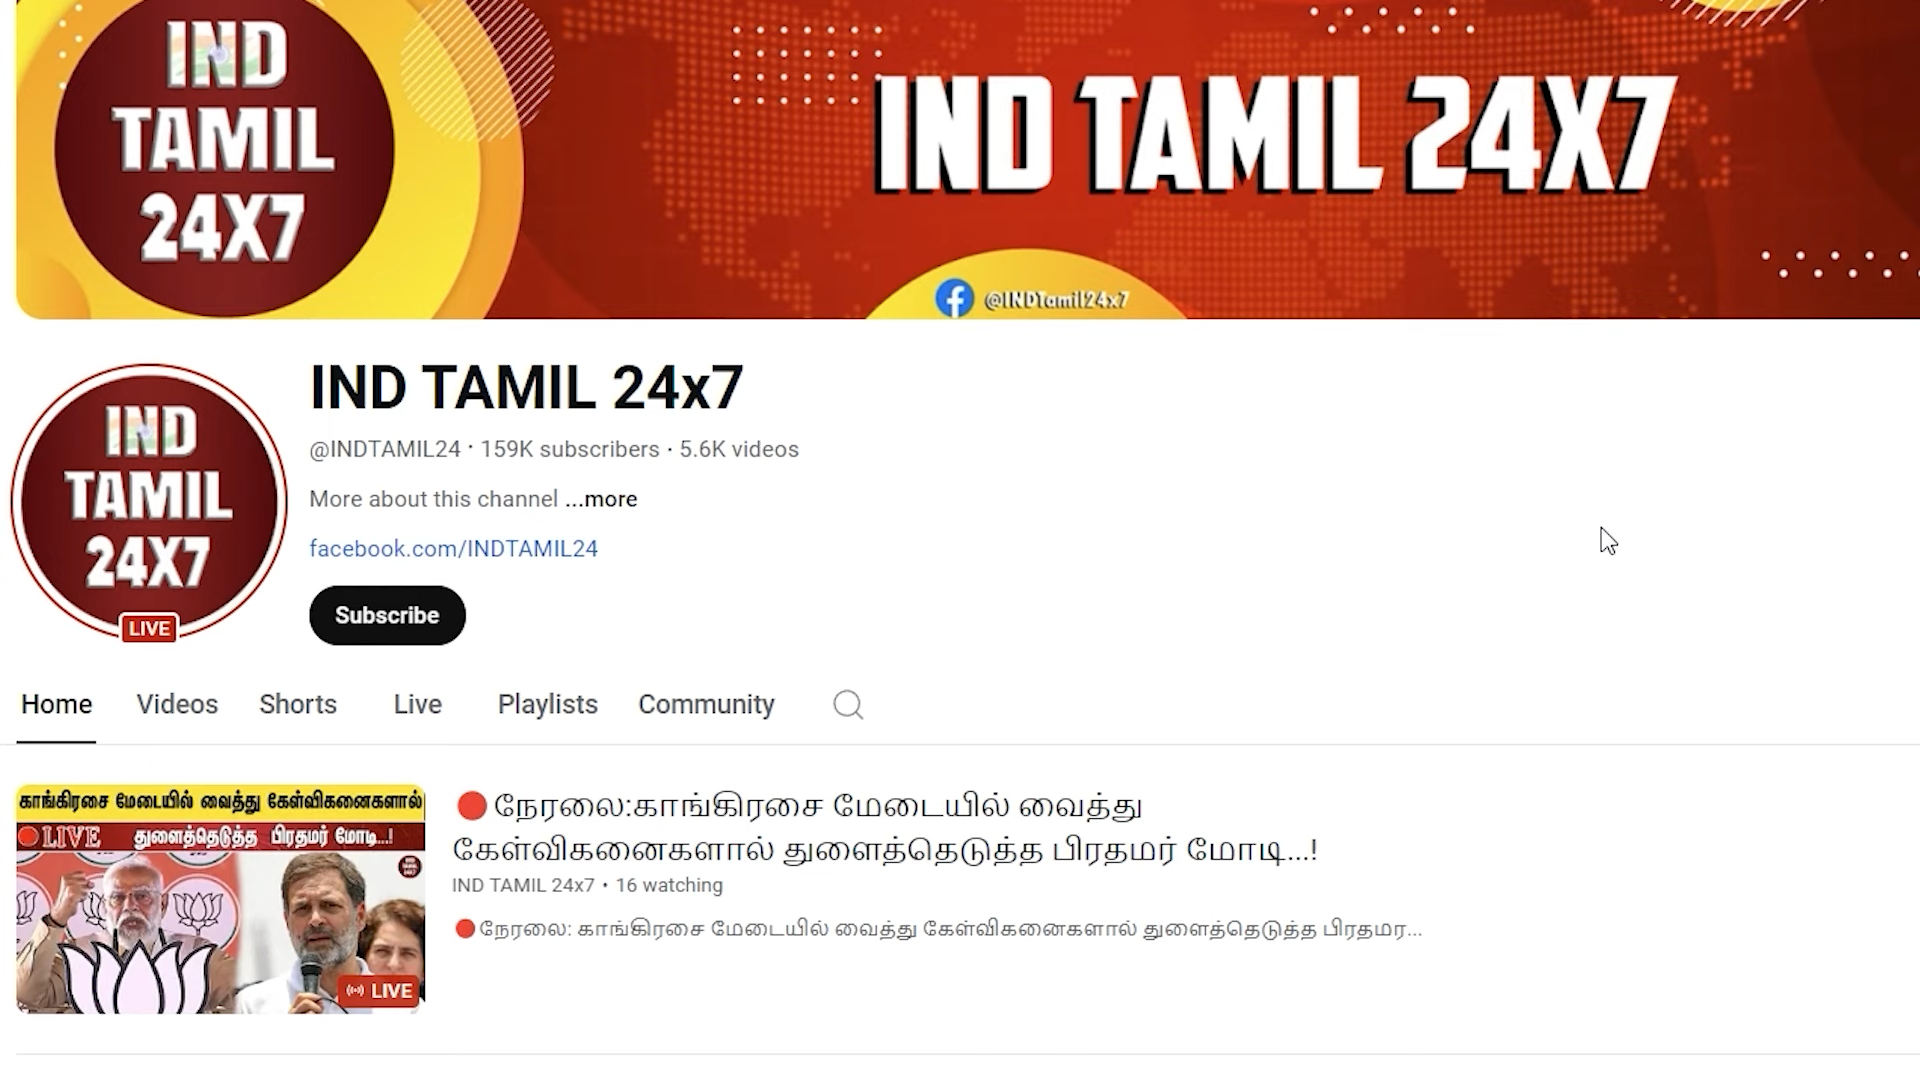 IND
TAMIL
24X7
IND TAMIL 24X7
@INDTamil24x7
IND
TAMIL
24X7
LIVE
IND TAMIL 24x7
@INDTAMIL24 · 159K subscribers · 5.6K videos
More about this channel ...more
facebook.com/INDTAMIL24
Subscribe
Home Videos Shorts Live Playlists Community
காங்கிரசை மேடையில் வைத்து கேள்விகனைகளால்
LIVE துளைத்தெடுத்த பிரதமர் மோடி...!
LIVE
🔴நேரலை:காங்கிரசை மேடையில் வைத்து
கேள்விகனைகளால் துளைத்தெடுத்த பிரதமர் மோடி...!
IND TAMIL 24x7 • 16 watching
🔴நேரலை: காங்கிரசை மேடையில் வைத்து கேள்விகனைகளால் துளைத்தெடுத்த பிரதமர...